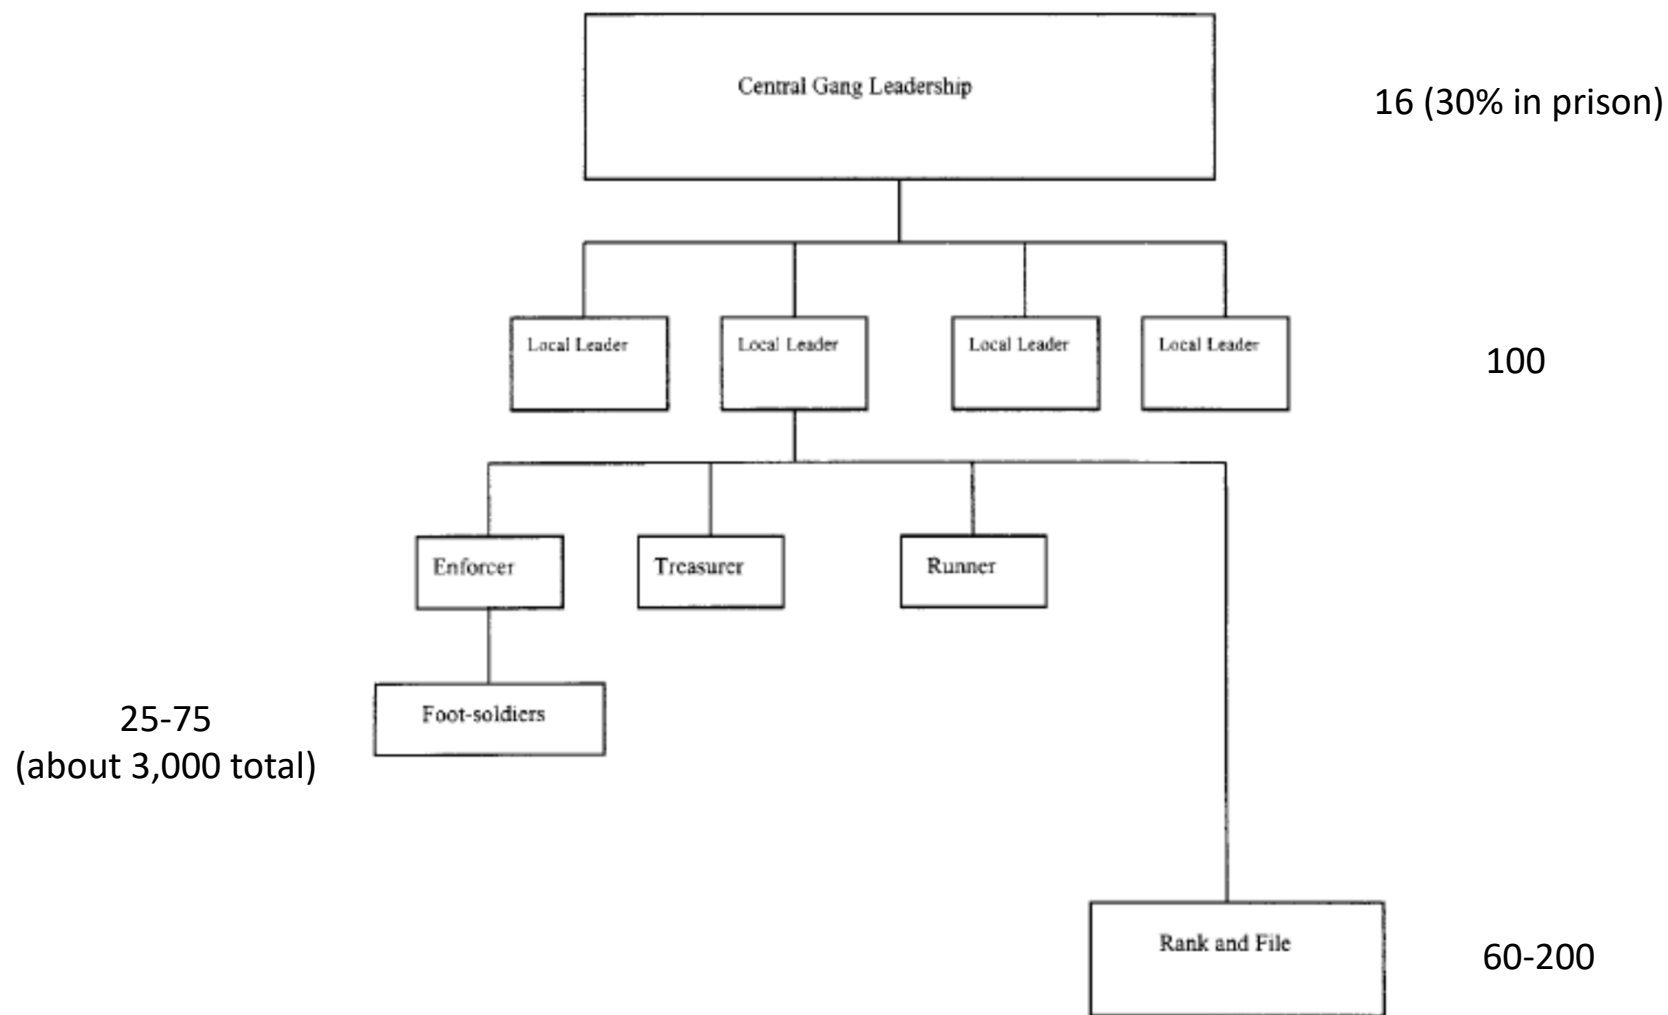 Central Gang Leadership
16 (30% in prison)
Local Leader
Local Leader
Local Leader
Local Leader
100
Enforcer
Treasurer
Runner
Foot-soldiers
25-75
(about 3,000 total)
Rank and File
60-200